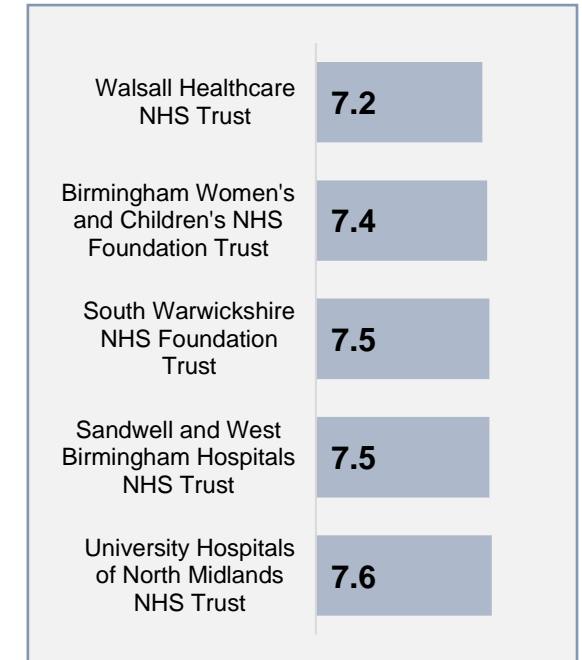 Walsall Healthcare
NHS Trust
7.2
Birmingham Women's
and Children's NHS
Foundation Trust
7.4
South Warwickshire
NHS Foundation
Trust
7.5
Sandwell and West
Birmingham Hospitals
NHS Trust
7.5
University Hospitals
of North Midlands
NHS Trust
7.6